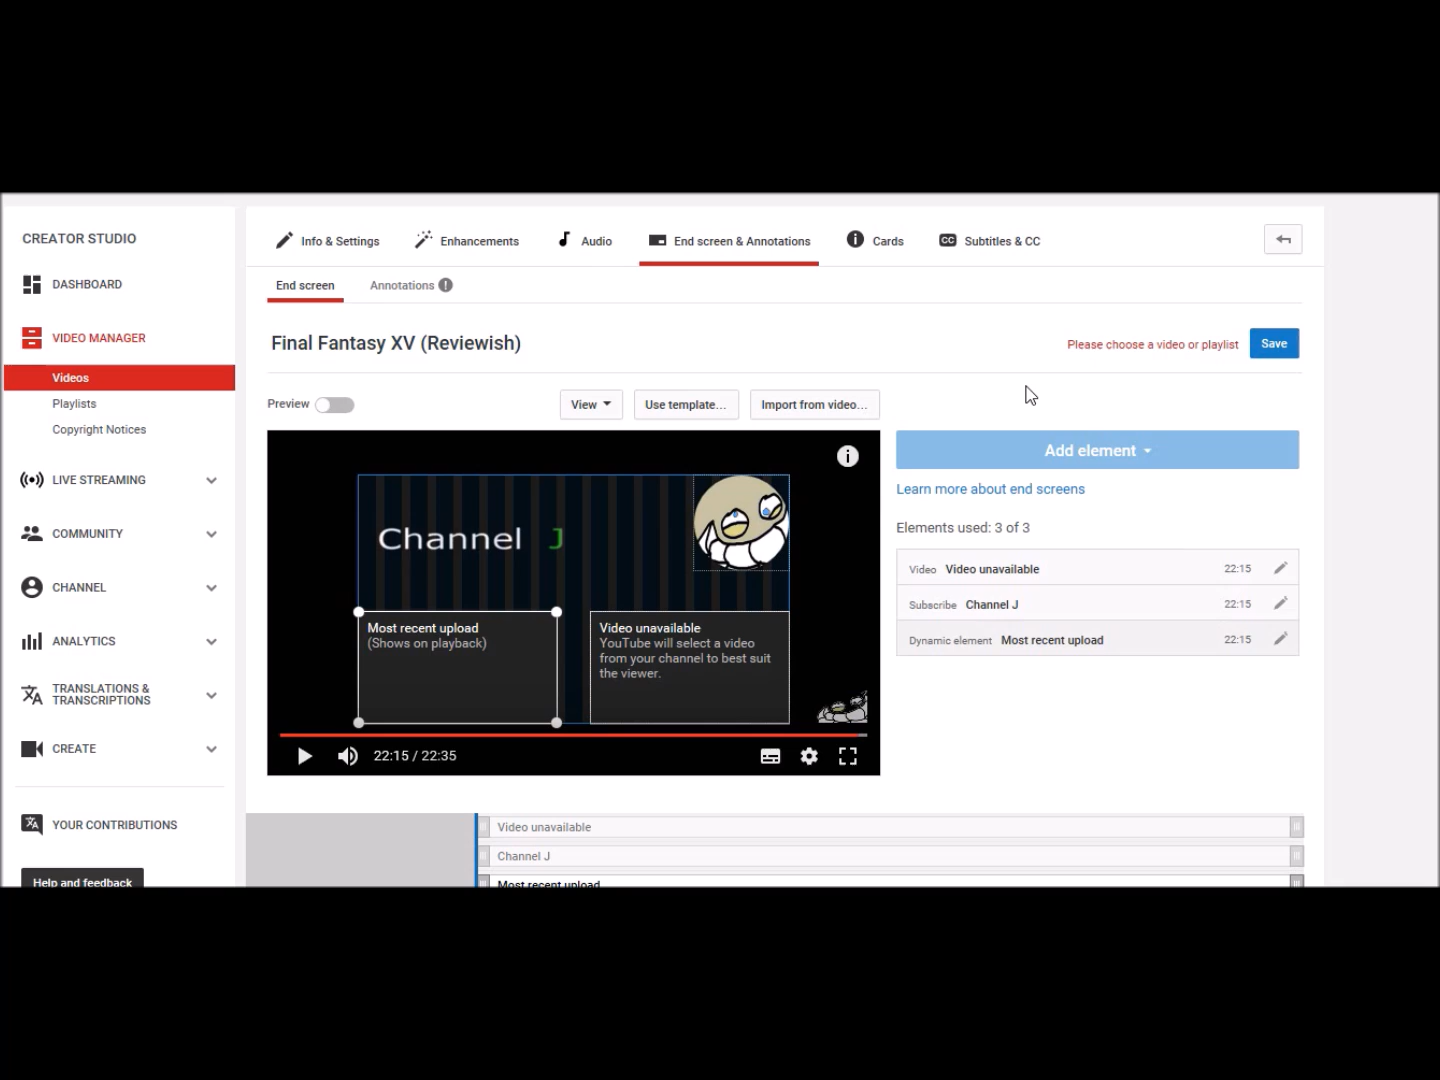 CREATOR STUDIO
DASHBOARD
VIDEO MANAGER
Videos
Playlists
Copyright Notices
LIVE STREAMING
COMMUNITY
CHANNEL
ANALYTICS
TRANSLATIONS &
TRANSCRIPTIONS
CREATE
YOUR CONTRIBUTIONS
Help and feedback
Info & Settings
Enhancements
Audio
End screen & Annotations
Cards
CC Subtitles & CC
End screen
Annotations
Final Fantasy XV (Reviewish)
Please choose a video or playlist
Save
Preview
View
Use template...
Import from video...
Channel J
Most recent upload
(Shows on playback)
Video unavailable
YouTube will select a video
from your channel to best suit
the viewer.
22:15 / 22:35
Add element
Learn more about end screens
Elements used: 3 of 3
Video Video unavailable 22:15
Subscribe Channel J 22:15
Dynamic element Most recent upload 22:15
Video unavailable
Channel J
Most recent upload